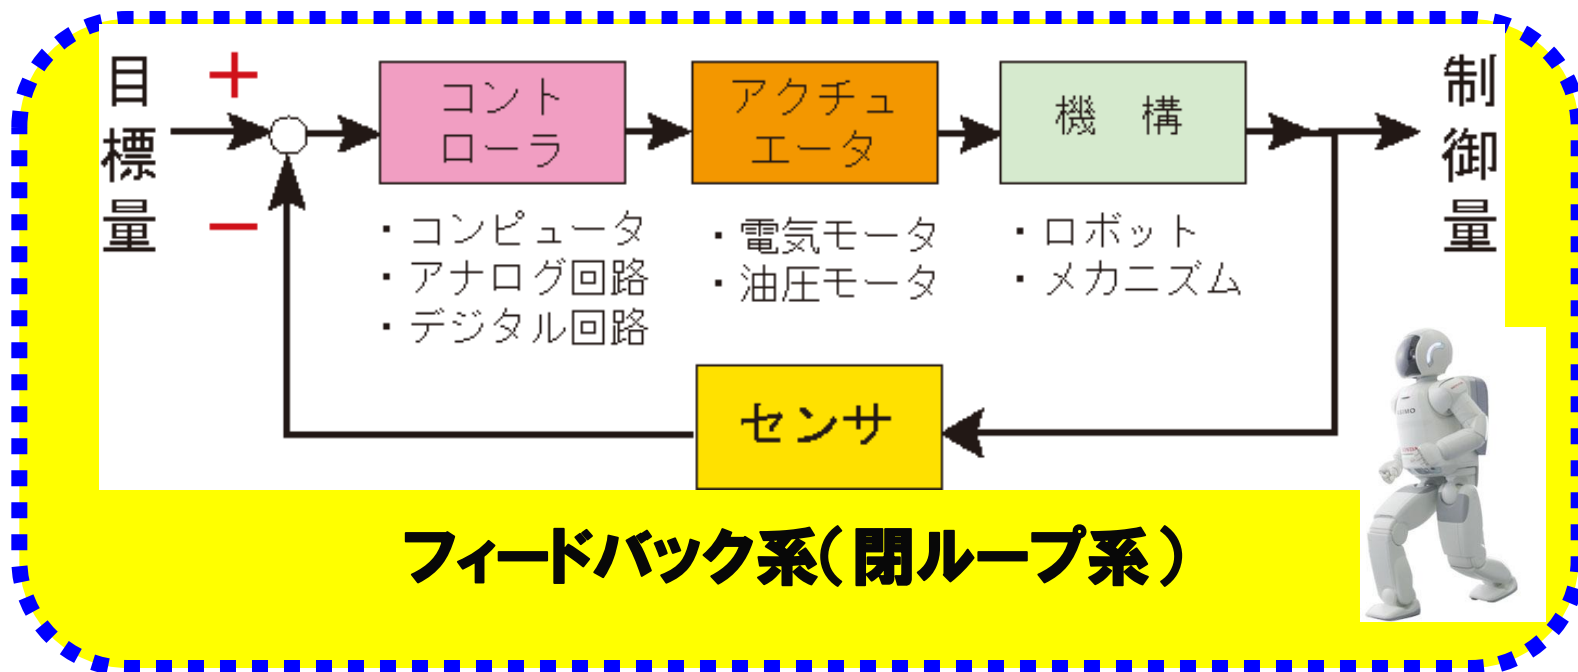 目標量
＋
－
コント
ローラ
アクチュ
エータ
機　構
制御量
・コンピュータ
・アナログ回路
・デジタル回路
・電気モータ
・油圧モータ
・ロボット
・メカニズム
センサ
フィードバック系（閉ループ系）